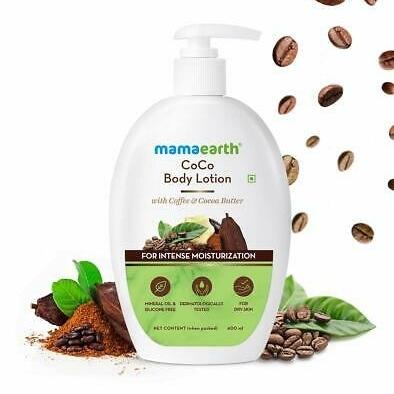 mamaearth
CoCo
Body Lotion
with Coffee & Cocoa Butter
FOR INTENSE MOISTURIZATION
MINERAL OIL & DERMATOLOGICALLY FOR
SILICONE FREE TESTED DRY SKIN
NET CONTENT (when packed) 400 ml